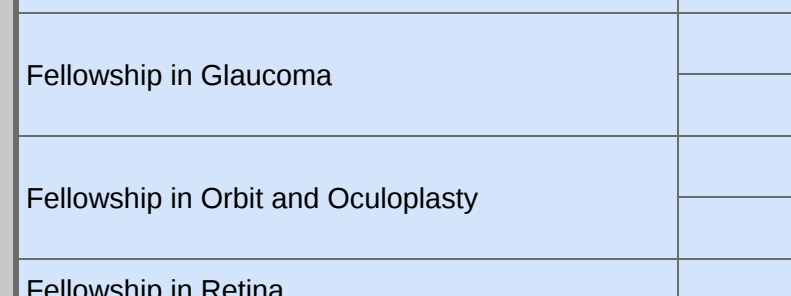 Fellowship in Glaucoma
Fellowship in Orbit and Oculoplasty
Fellowship in Retina